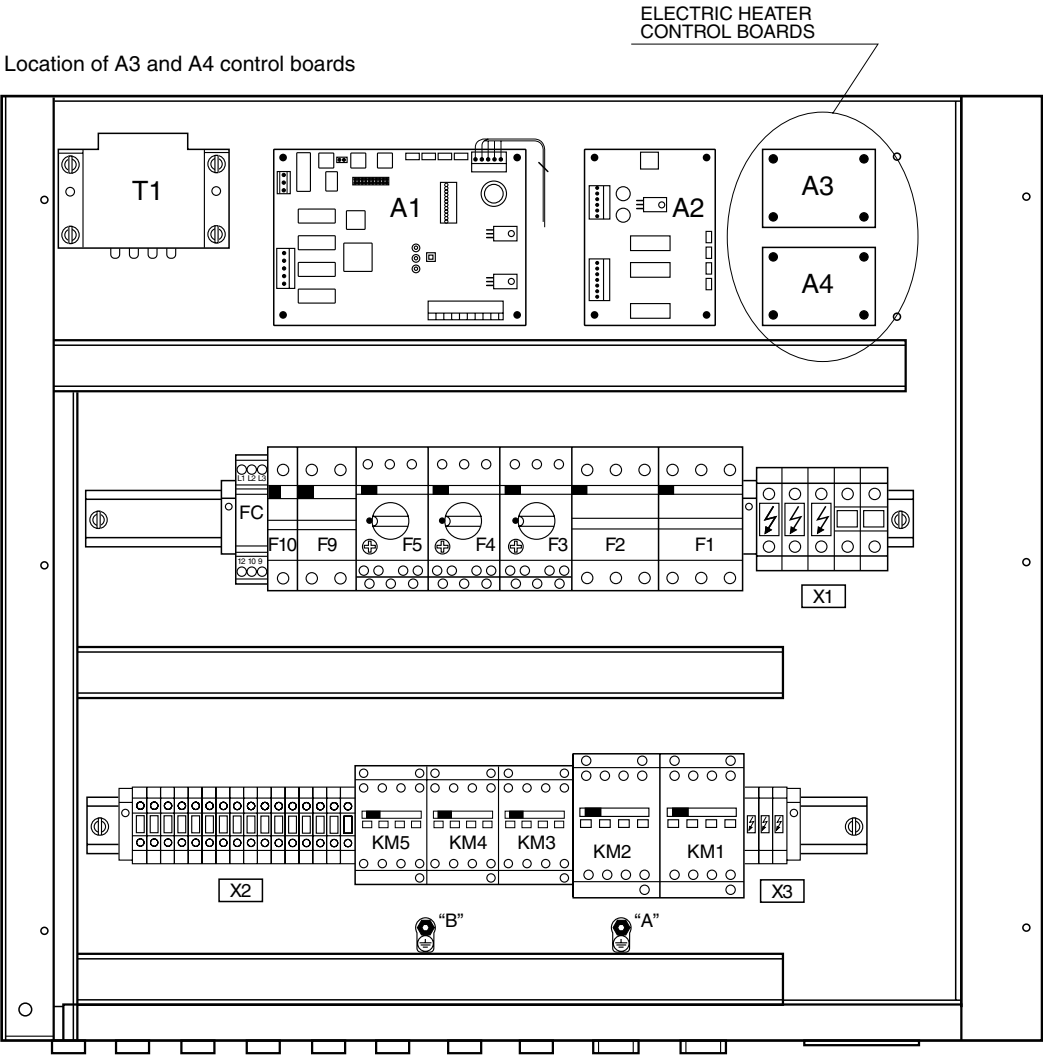 ELECTRIC HEATER
CONTROL BOARDS
Location of A3 and A4 control boards
T1
A1
A2
A3
A4
L1 L2 L3
FC
F10
F9
F5
F4
F3
F2
F1
12 10 9
X1
KM5
KM4
KM3
KM2
KM1
X2
X3
“B”
“A”